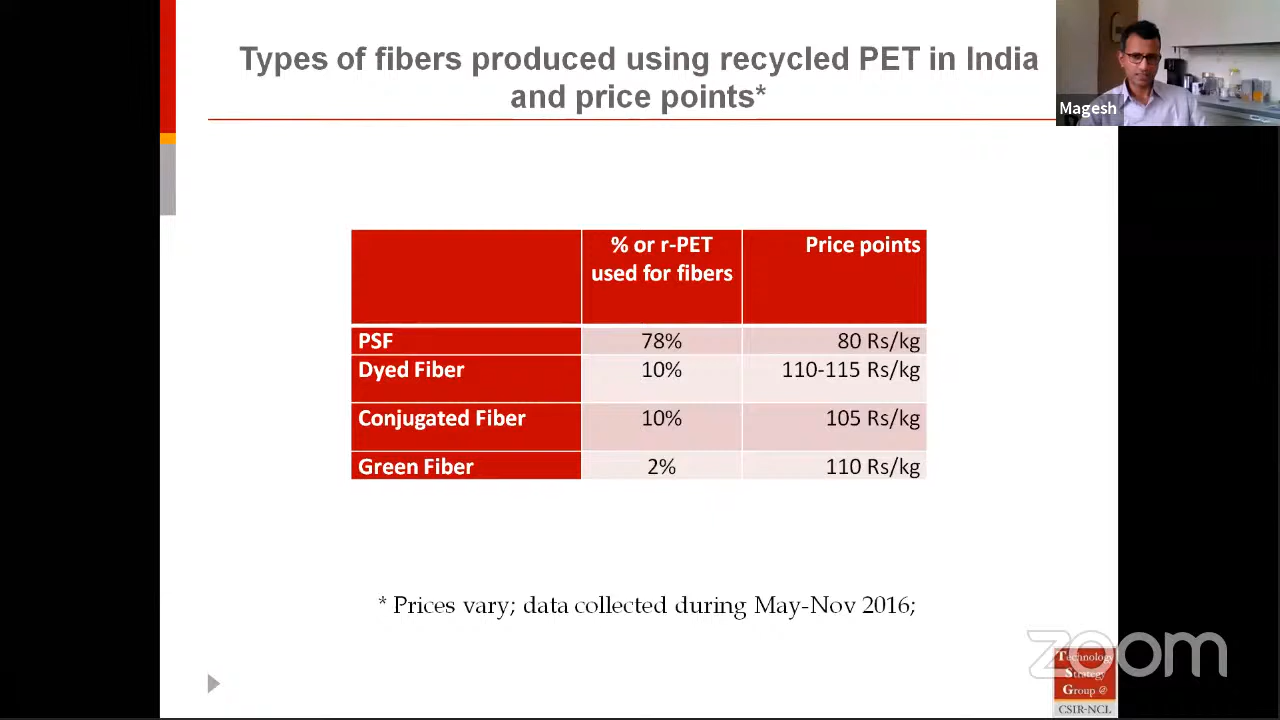 Types of fibers produced using recycled PET in India
and price points*
Magesh
% or r-PET
used for fibers
Price points
PSF
78%
80 Rs/kg
Dyed Fiber
10%
110-115 Rs/kg
Conjugated Fiber
10%
105 Rs/kg
Green Fiber
2%
110 Rs/kg
* Prices vary; data collected during May-Nov 2016;
zoom
Technology
Strategy
Group @
CSIR-NCL